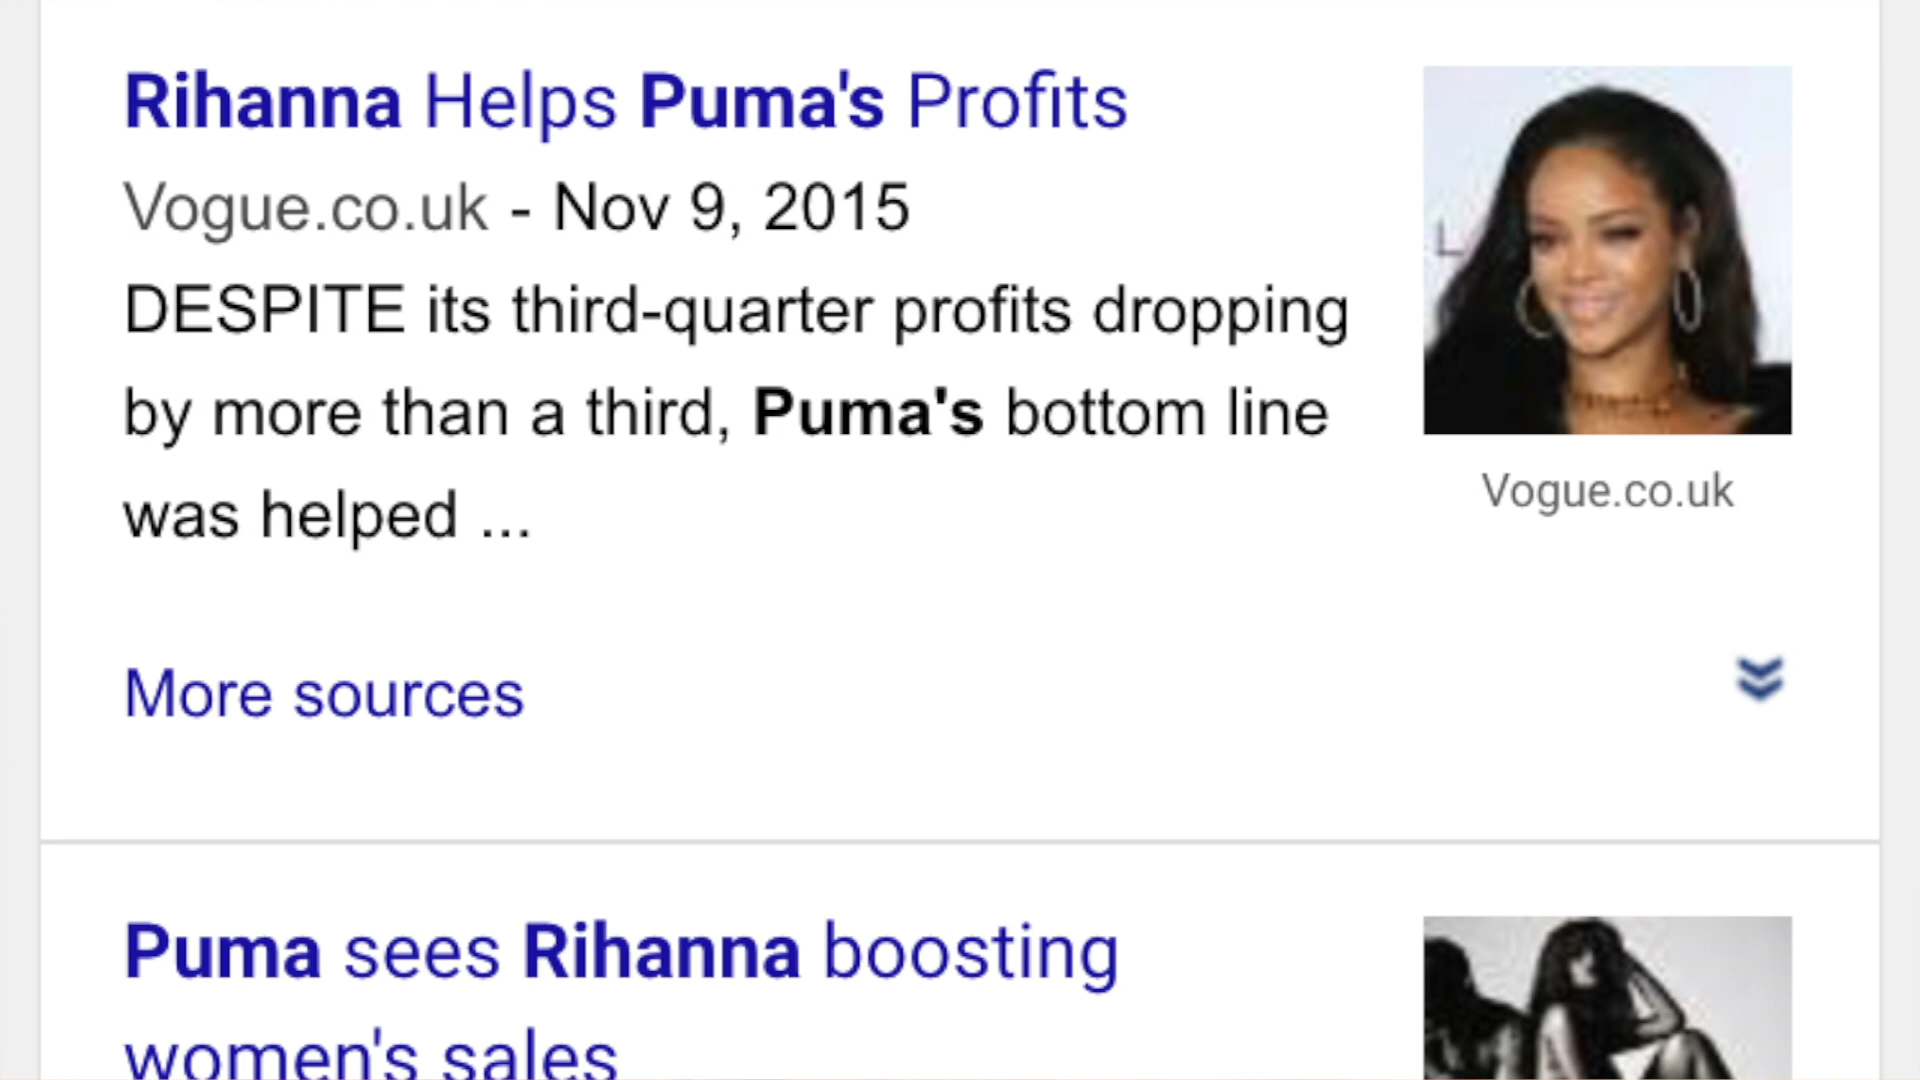 Rihanna Helps Puma's Profits
Vogue.co.uk - Nov 9, 2015
DESPITE its third-quarter profits dropping
by more than a third, Puma's bottom line
was helped ...
Vogue.co.uk
More sources
Puma sees Rihanna boosting
women's sales